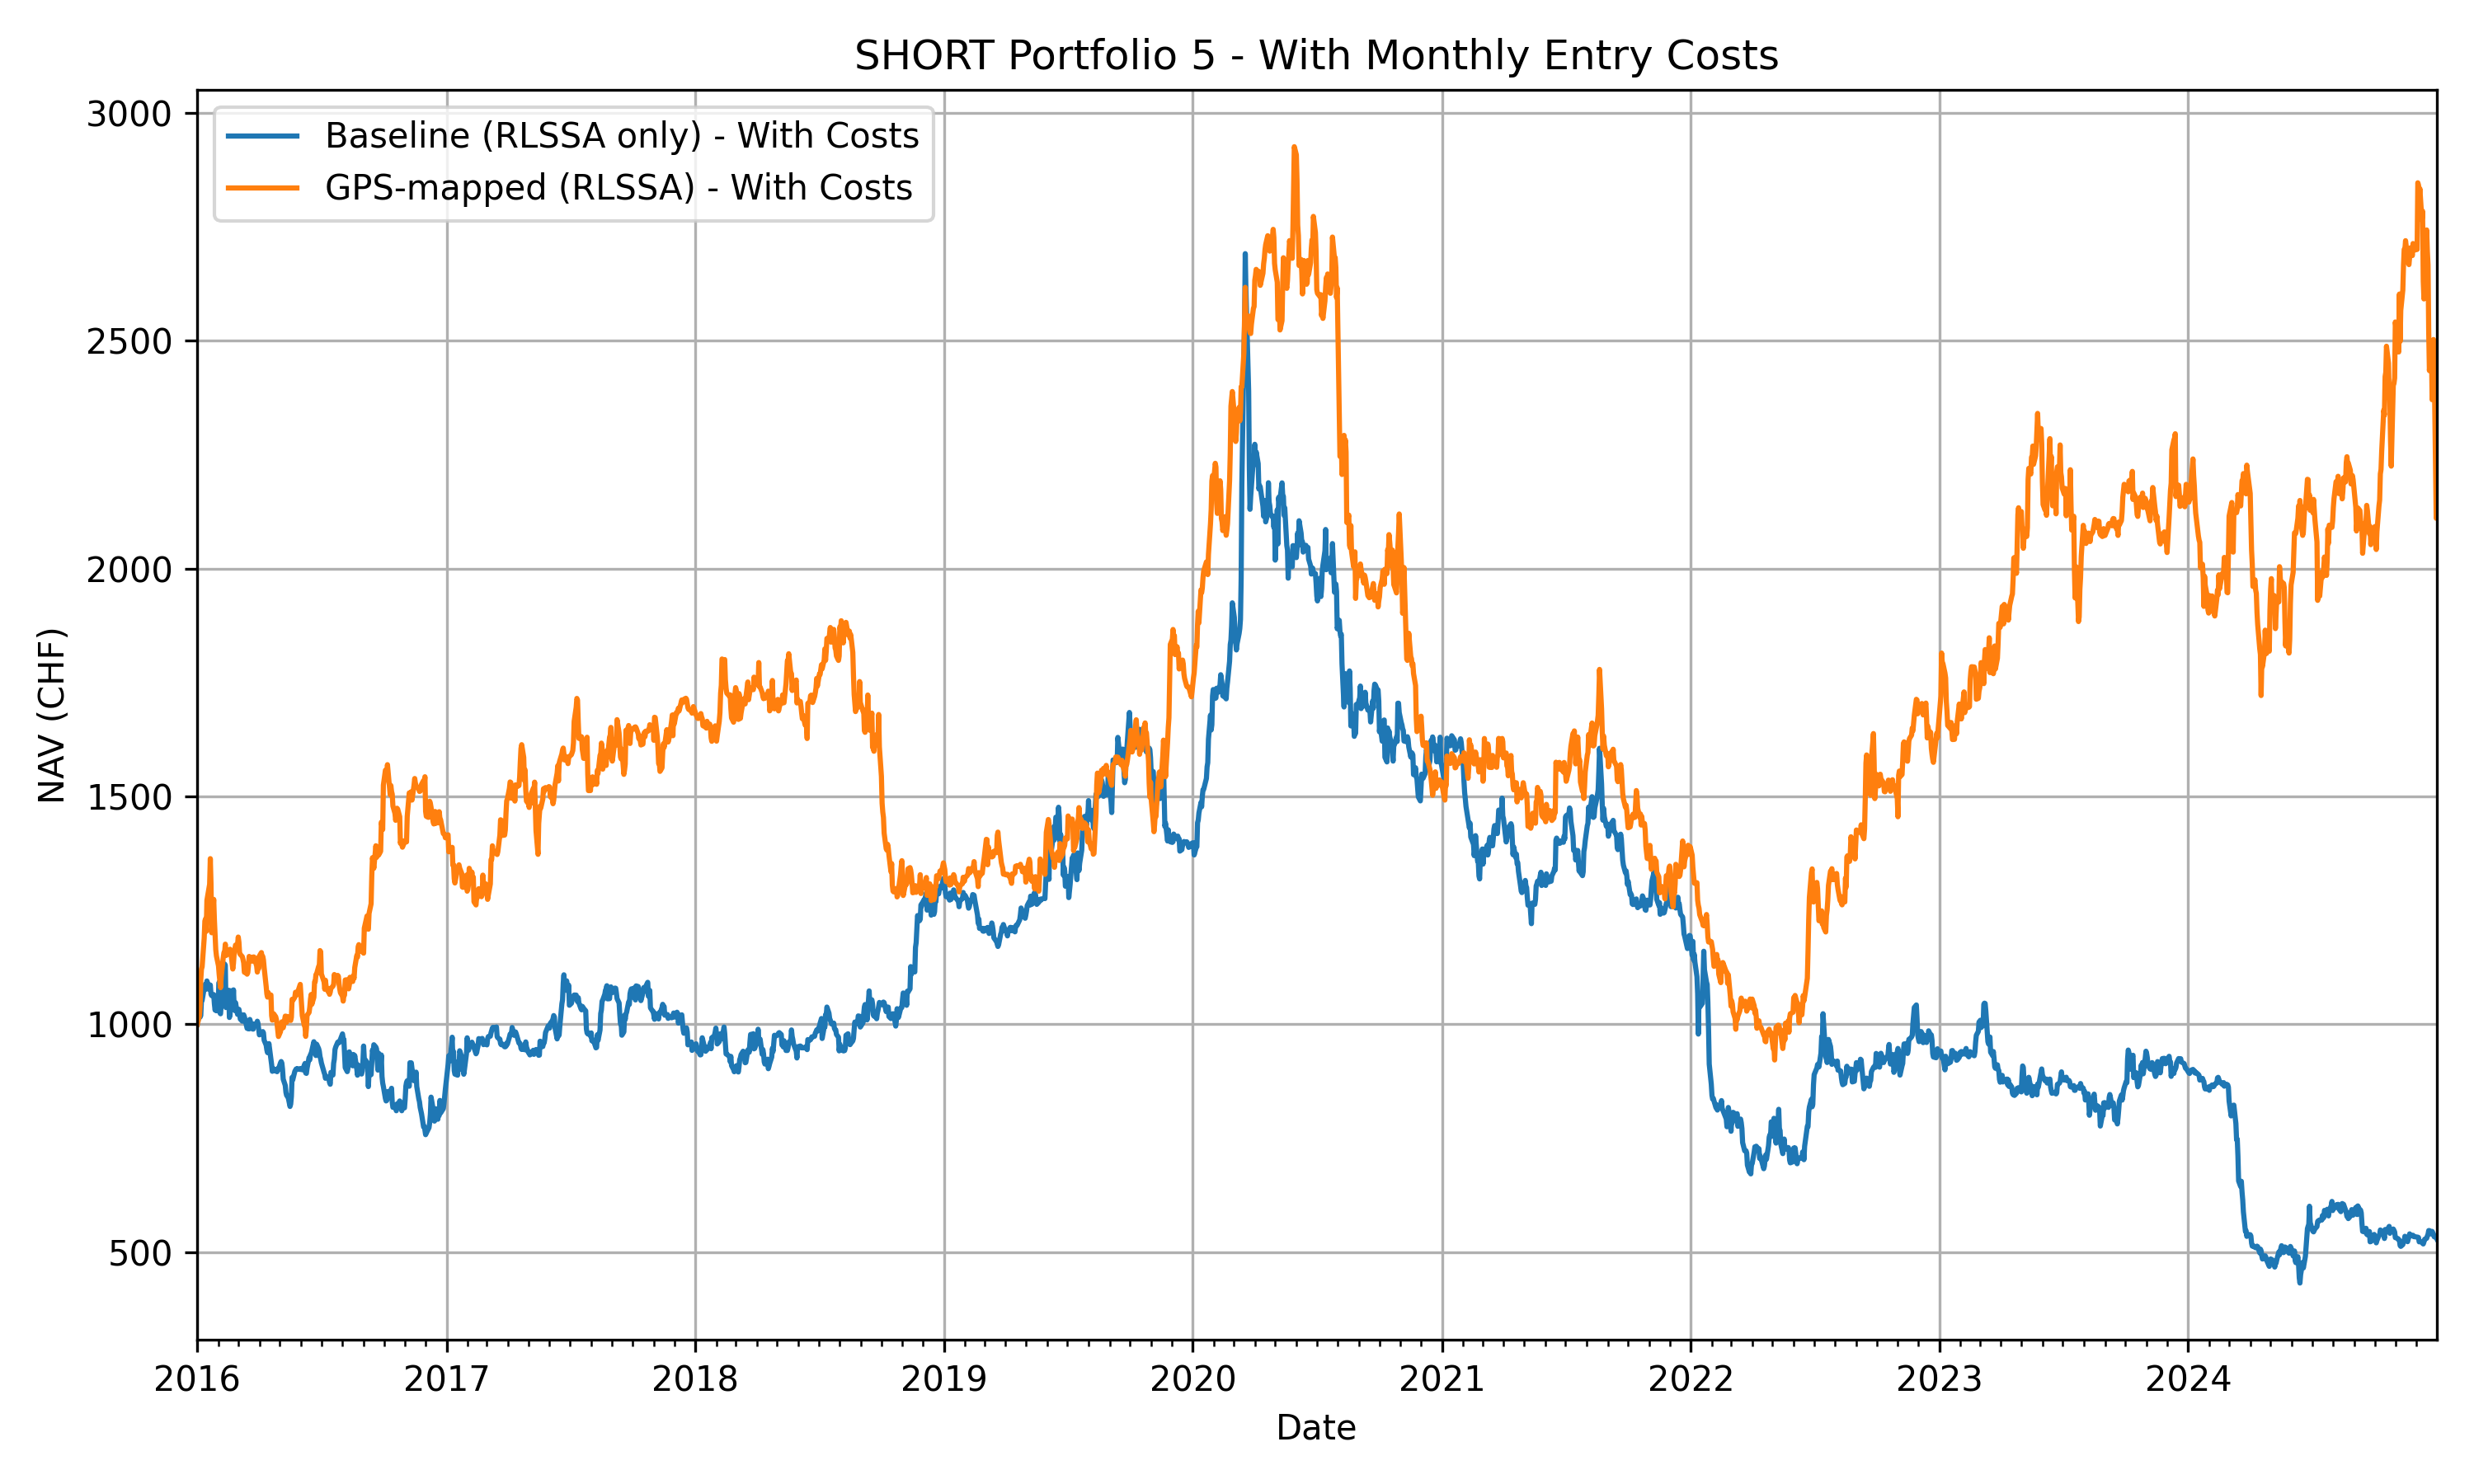 SHORT Portfolio 5 - With Monthly Entry Costs
Baseline (RLSSA only) - With Costs
GPS-mapped (RLSSA) - With Costs
NAV (CHF)
3000
2500
2000
1500
1000
500
2016 2017 2018 2019 2020 2021 2022 2023 2024
Date